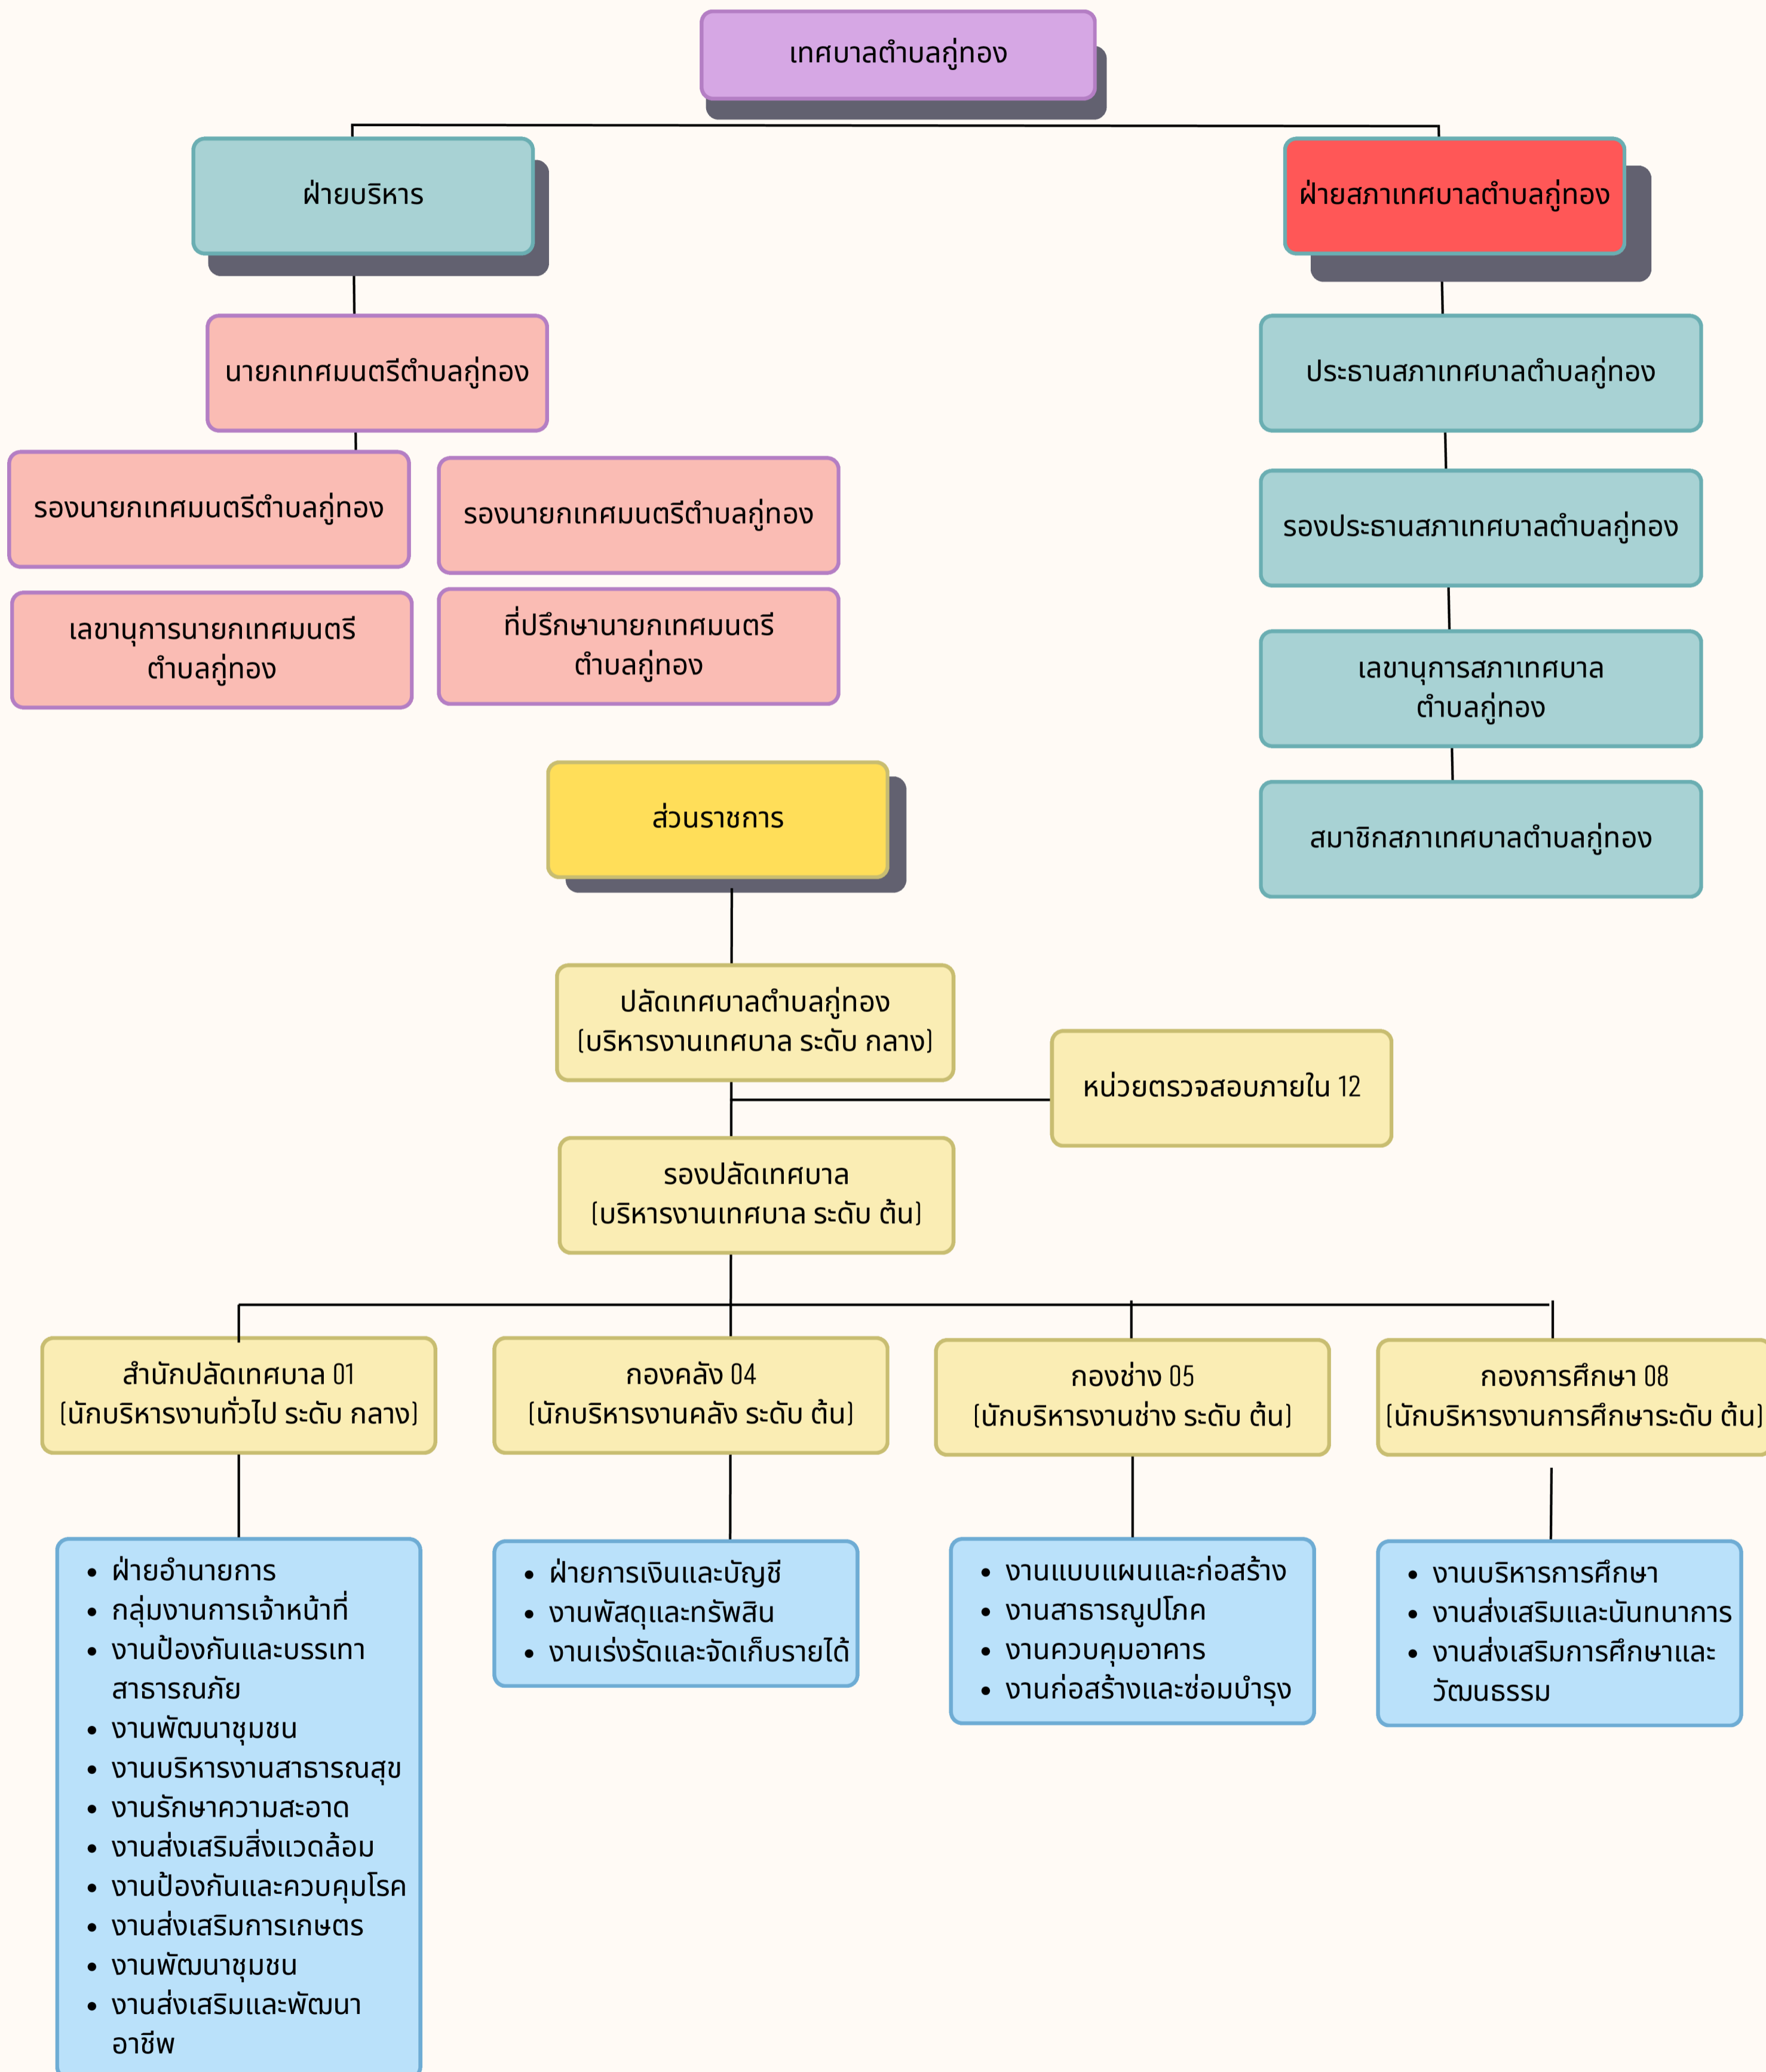 เทศบาลตำบลกู่ทอง
ฝ่ายบริหาร
ฝ่ายสภาเทศบาลตำบลกู่ทอง
นายกเทศมนตรีตำบลกู่ทอง
รองนายกเทศมนตรีตำบลกู่ทอง
รองนายกเทศมนตรีตำบลกู่ทอง
เลขานุการนายกเทศมนตรี
ตำบลกู่ทอง
ที่ปรึกษานายกเทศมนตรี
ตำบลกู่ทอง
ประธานสภาเทศบาลตำบลกู่ทอง
รองประธานสภาเทศบาลตำบลกู่ทอง
เลขานุการสภาเทศบาล
ตำบลกู่ทอง
สมาชิกสภาเทศบาลตำบลกู่ทอง
ส่วนราชการ
ปลัดเทศบาลตำบลกู่ทอง
(บริหารงานเทศบาล ระดับ กลาง)
หน่วยตรวจสอบภายใน 12
รองปลัดเทศบาล
(บริหารงานเทศบาล ระดับ ต้น)
สำนักปลัดเทศบาล 01
(นักบริหารงานทั่วไป ระดับ กลาง)
กองคลัง 04
(นักบริหารงานคลัง ระดับ ต้น)
กองช่าง 05
(นักบริหารงานช่าง ระดับ ต้น)
กองการศึกษา 08
(นักบริหารงานการศึกษาระดับ ต้น)
• ฝ่ายอำนายการ
• กลุ่มงานการเจ้าหน้าที่
• งานป้องกันและบรรเทา
สาธารณภัย
• งานพัฒนาชุมชน
• งานบริหารงานสาธารณสุข
• งานรักษาความสะอาด
• งานส่งเสริมสิ่งแวดล้อม
• งานป้องกันและควบคุมโรค
• งานส่งเสริมการเกษตร
• งานพัฒนาชุมชน
• งานส่งเสริมและพัฒนา
อาชีพ
• ฝ่ายการเงินและบัญชี
• งานพัสดุและทรัพสิน
• งานเร่งรัดและจัดเก็บรายได้
• งานแบบแผนและก่อสร้าง
• งานสาธารณูปโภค
• งานควบคุมอาคาร
• งานก่อสร้างและซ่อมบำรุง
• งานบริหารการศึกษา
• งานส่งเสริมและนันทนาการ
• งานส่งเสริมการศึกษาและ
วัฒนธรรม